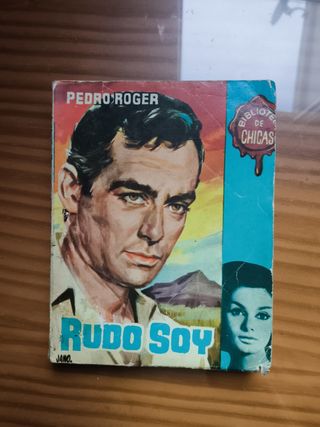 PEDRO ROGER
BIBLIOTECA
DE
CHICAS
RUDO SOY
JANO.